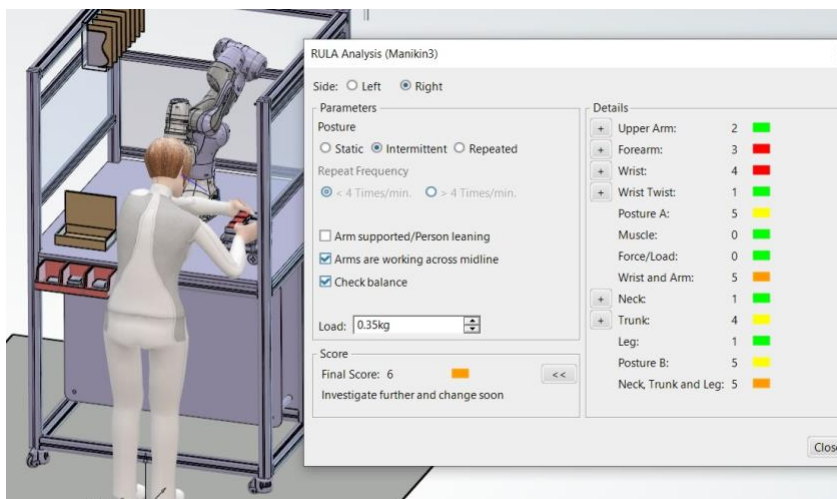 RULA Analysis (Manikin3)
Side: Left Right
Parameters
Posture
Static Intermittent Repeated
Repeat Frequency
< 4 Times/min. > 4 Times/min.
Arm supported/Person leaning
Arms are working across midline
Check balance
Load: 0.35kg
Score
Final Score: 6 <<
Investigate further and change soon
Details
+ Upper Arm: 2
+ Forearm: 3
+ Wrist: 4
+ Wrist Twist: 1
Posture A: 5
Muscle: 0
Force/Load: 0
Wrist and Arm: 5
+ Neck: 1
+ Trunk: 4
Leg: 1
Posture B: 5
Neck, Trunk and Leg: 5
Close